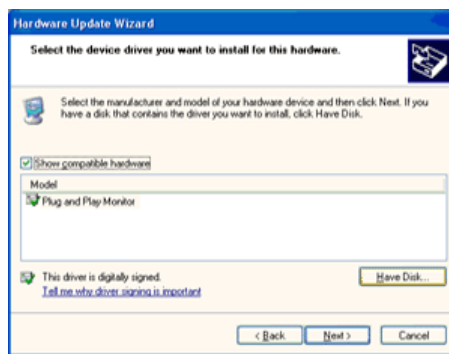 Hardware Update Wizard
Select the device driver you want to install for this hardware.
Select the manufacturer and model of your hardware device and then click Next. If you
have a disk that contains the driver you want to install, click Have Disk.
Show compatible hardware
Model
Plug and Play Monitor
This driver is digitally signed.
Have Disk...
Tell me why driver signing is important
< Back
Next >
Cancel